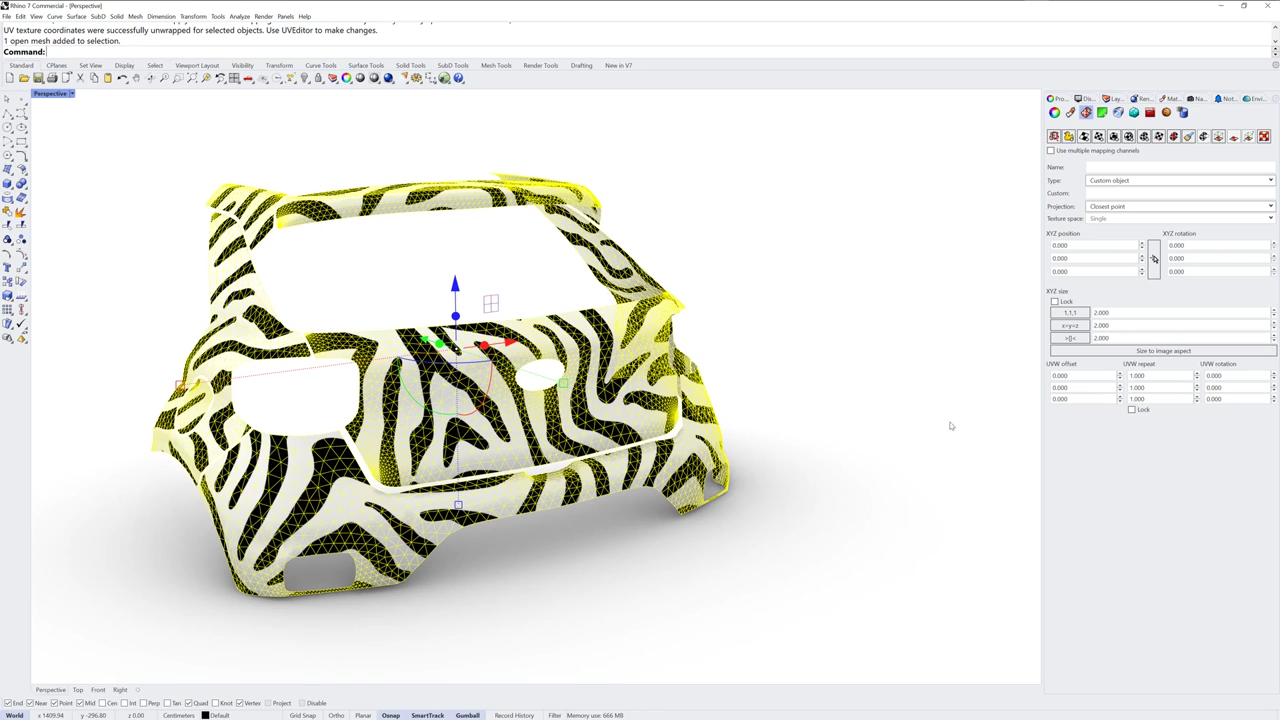 Rhino 7 Commercial - [Perspective]
File Edit View Curve Surface SubD Solid Mesh Dimension Transform Tools Analyze Render Panels Help
UV texture coordinates were successfully unwrapped for selected objects. Use UVEditor to make changes.
1 open mesh added to selection.
Command:
Standard CPlanes Set View Display Select Viewport Layout Visibility Transform Curve Tools Surface Tools Solid Tools SubD Tools Mesh Tools Render Tools Drafting New in V7
Perspective
Pro... Dis... Lay... Ren... Mat... Na... Not... Envi...
Use multiple mapping channels
Name:
Type: Custom object
Custom:
Projection: Closest point
Texture space: Single
XYZ position XYZ rotation
0.000 0.000
0.000 0.000
0.000 0.000
XYZ size
Lock
1,1,1 2.000
x=y=z 2.000
>[]< 2.000
Size to image aspect
UVW offset UVW repeat UVW rotation
0.000 1.000 0.000
0.000 1.000 0.000
0.000 1.000 0.000
Lock
Perspective Top Front Right
End Near Point Mid Cen Int Perp Tan Quad Knot Vertex Project Disable
World x 1409.94 y -296.80 z 0.00 Centimeters Default Grid Snap Ortho Planar Osnap SmartTrack Gumball Record History Filter Memory use: 666 MB